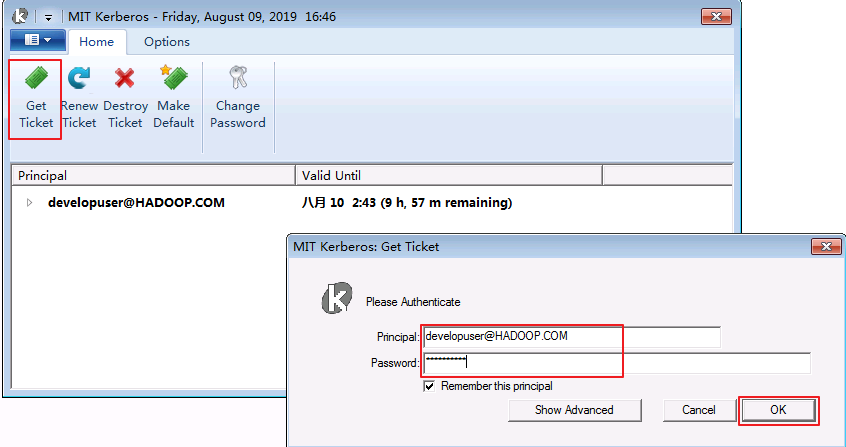 MIT Kerberos - Friday, August 09, 2019 16:46
Home Options
Get Ticket
Renew Ticket
Destroy Ticket
Make Default
Change Password
Principal Valid Until
developuser@HADOOP.COM 八月 10 2:43 (9 h, 57 m remaining)
MIT Kerberos: Get Ticket
Please Authenticate
Principal: developuser@HADOOP.COM
Password: **********
Remember this principal
Show Advanced Cancel OK